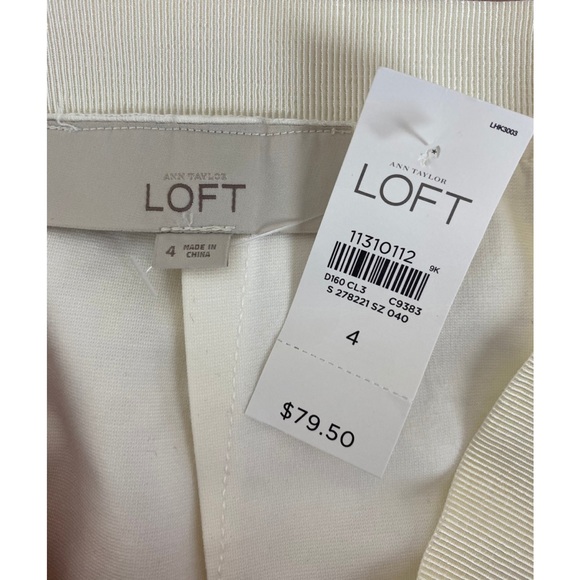 ANN TAYLOR
LOFT
4 MADE IN
CHINA
LHK3003
ANN TAYLOR
LOFT
11310112
9K
D160 CL3 C9383
S 278221 SZ 040
4
$79.50